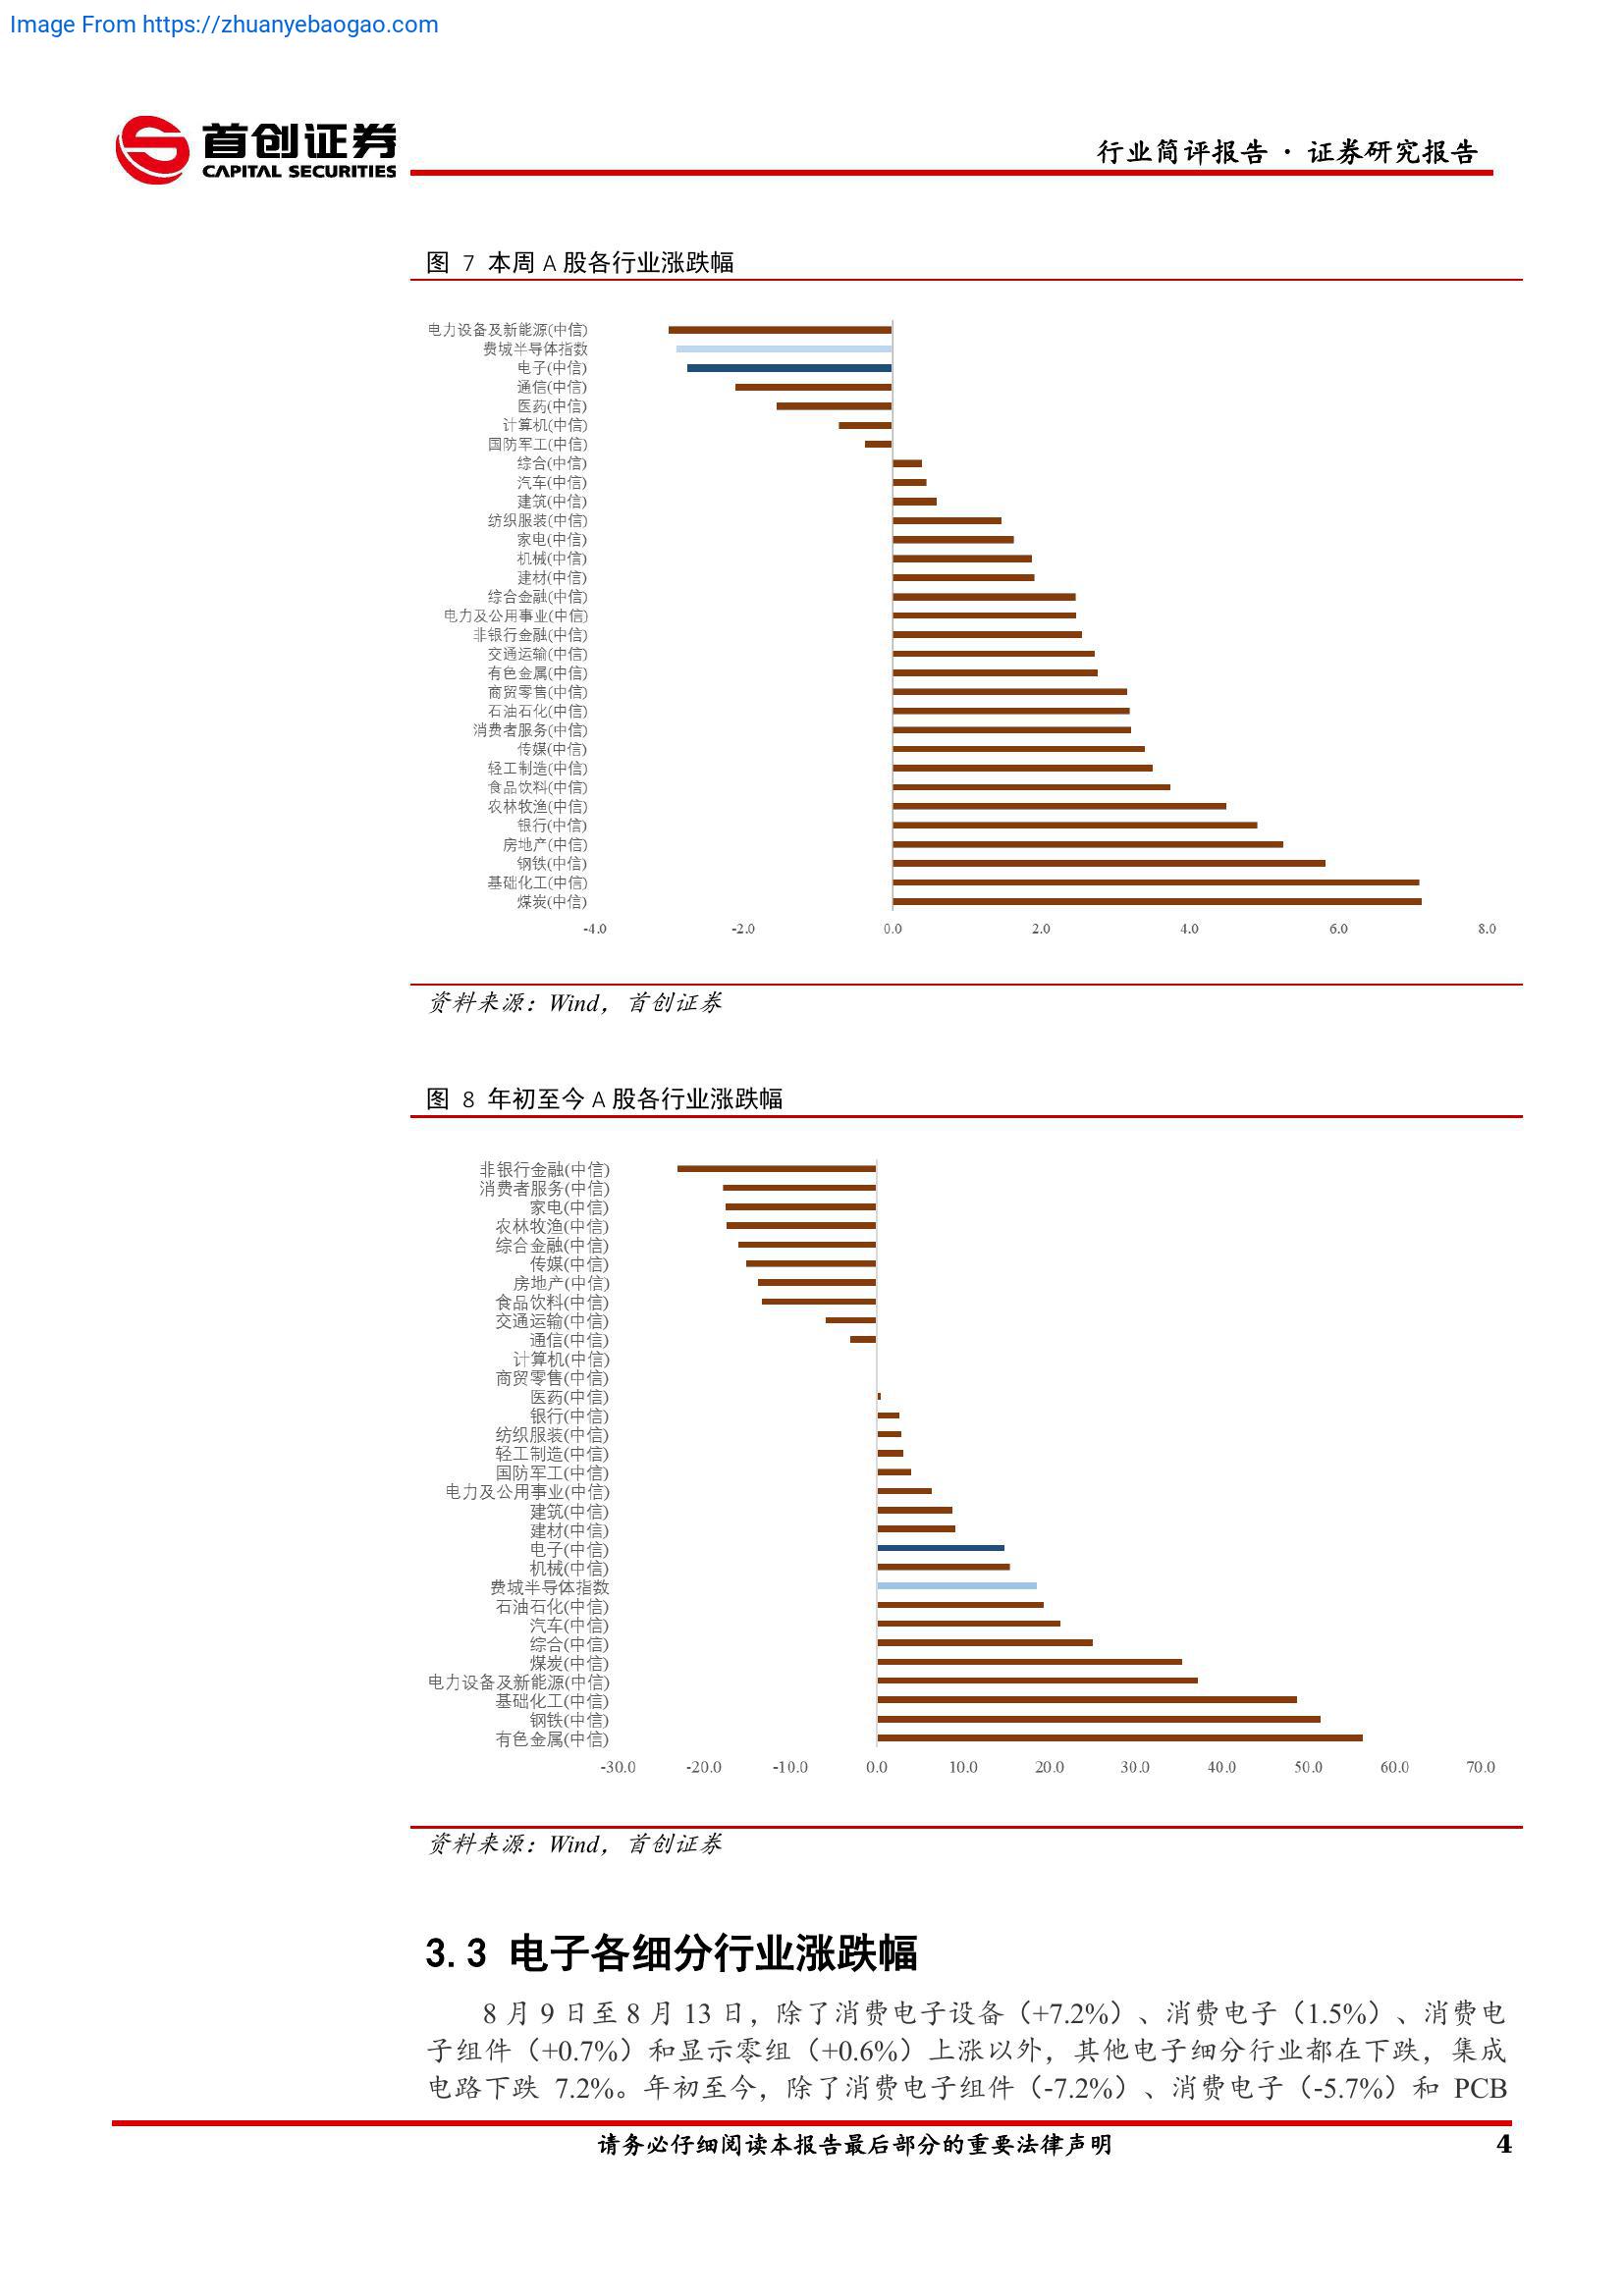 Image From https://zhuanyebaogao.com
首创证券
CAPITAL SECURITIES
行业简评报告 · 证券研究报告
图 7 本周 A 股各行业涨跌幅
电力设备及新能源(中信)
费城半导体指数
电子(中信)
通信(中信)
医药(中信)
计算机(中信)
国防军工(中信)
综合(中信)
汽车(中信)
建筑(中信)
纺织服装(中信)
家电(中信)
机械(中信)
建材(中信)
综合金融(中信)
电力及公用事业(中信)
非银行金融(中信)
交通运输(中信)
有色金属(中信)
商贸零售(中信)
石油石化(中信)
消费者服务(中信)
传媒(中信)
轻工制造(中信)
食品饮料(中信)
农林牧渔(中信)
银行(中信)
房地产(中信)
钢铁(中信)
基础化工(中信)
煤炭(中信)
-4.0 -2.0 0.0 2.0 4.0 6.0 8.0
资料来源：Wind，首创证券
图 8 年初至今 A 股各行业涨跌幅
非银行金融(中信)
消费者服务(中信)
家电(中信)
农林牧渔(中信)
综合金融(中信)
传媒(中信)
房地产(中信)
食品饮料(中信)
交通运输(中信)
通信(中信)
计算机(中信)
商贸零售(中信)
医药(中信)
银行(中信)
纺织服装(中信)
轻工制造(中信)
国防军工(中信)
电力及公用事业(中信)
建筑(中信)
建材(中信)
电子(中信)
机械(中信)
费城半导体指数
石油石化(中信)
汽车(中信)
综合(中信)
煤炭(中信)
电力设备及新能源(中信)
基础化工(中信)
钢铁(中信)
有色金属(中信)
-30.0 -20.0 -10.0 0.0 10.0 20.0 30.0 40.0 50.0 60.0 70.0
资料来源：Wind，首创证券
3.3 电子各细分行业涨跌幅
8 月 9 日至 8 月 13 日，除了消费电子设备（+7.2%）、消费电子（1.5%）、消费电
子组件（+0.7%）和显示零组（+0.6%）上涨以外，其他电子细分行业都在下跌，集成
电路下跌 7.2%。年初至今，除了消费电子组件（-7.2%）、消费电子（-5.7%）和 PCB
请务必仔细阅读本报告最后部分的重要法律声明
4